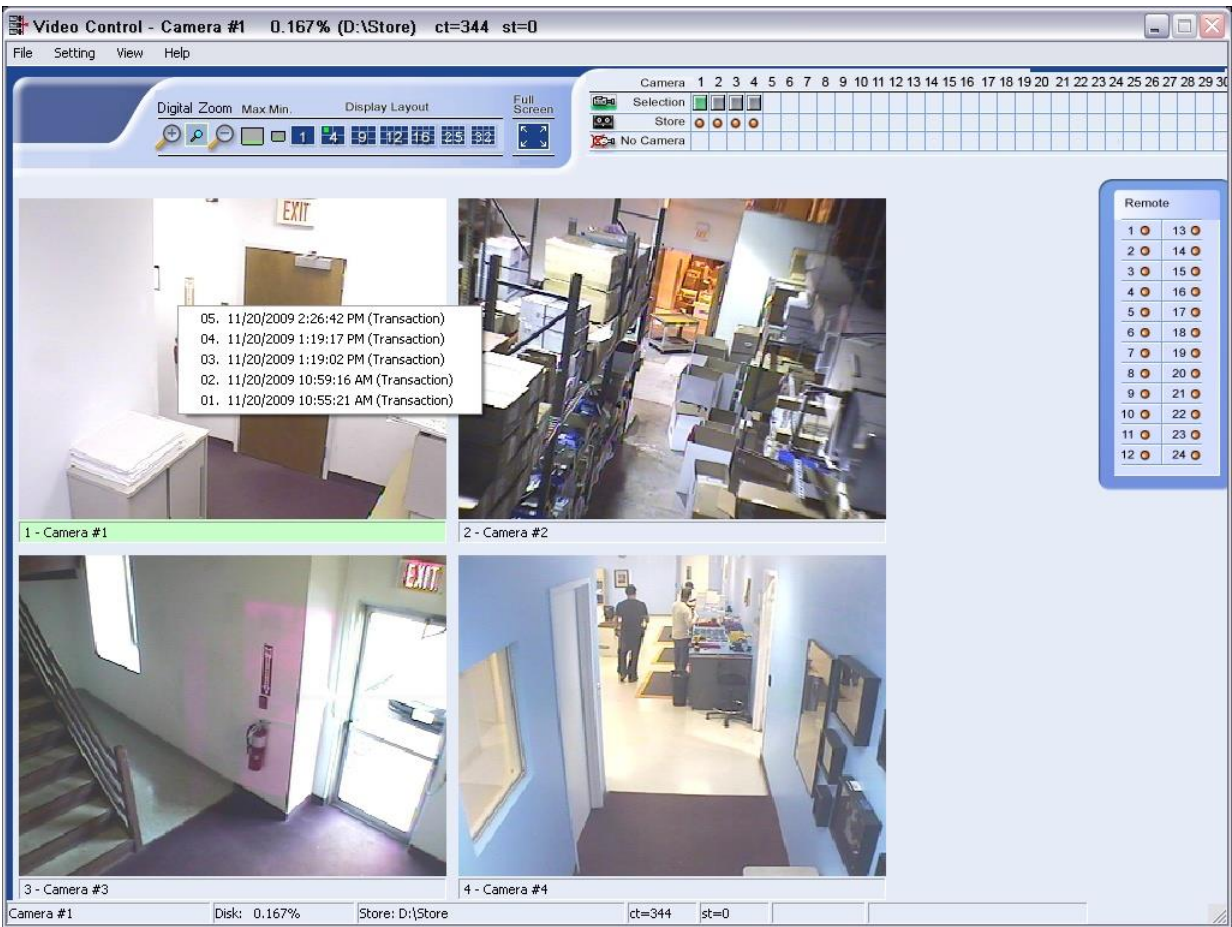 Video Control - Camera #1 0.167% (D:\Store) ct=344 st=0
File Setting View Help
Digital Zoom Max.Min. Display Layout Full Screen
1 4 9 12 16 25 32
Camera 1 2 3 4 5 6 7 8 9 10 11 12 13 14 15 16 17 18 19 20 21 22 23 24 25 26 27 28 29 30
Selection
Store
No Camera
EXIT
05. 11/20/2009 2:26:42 PM (Transaction)
04. 11/20/2009 1:19:17 PM (Transaction)
03. 11/20/2009 1:19:02 PM (Transaction)
02. 11/20/2009 10:59:16 AM (Transaction)
01. 11/20/2009 10:55:21 AM (Transaction)
1 - Camera #1
2 - Camera #2
Remote
1 13
2 14
3 15
4 16
5 17
6 18
7 19
8 20
9 21
10 22
11 23
12 24
EXIT
3 - Camera #3
4 - Camera #4
Camera #1 Disk: 0.167% Store: D:\Store ct=344 st=0